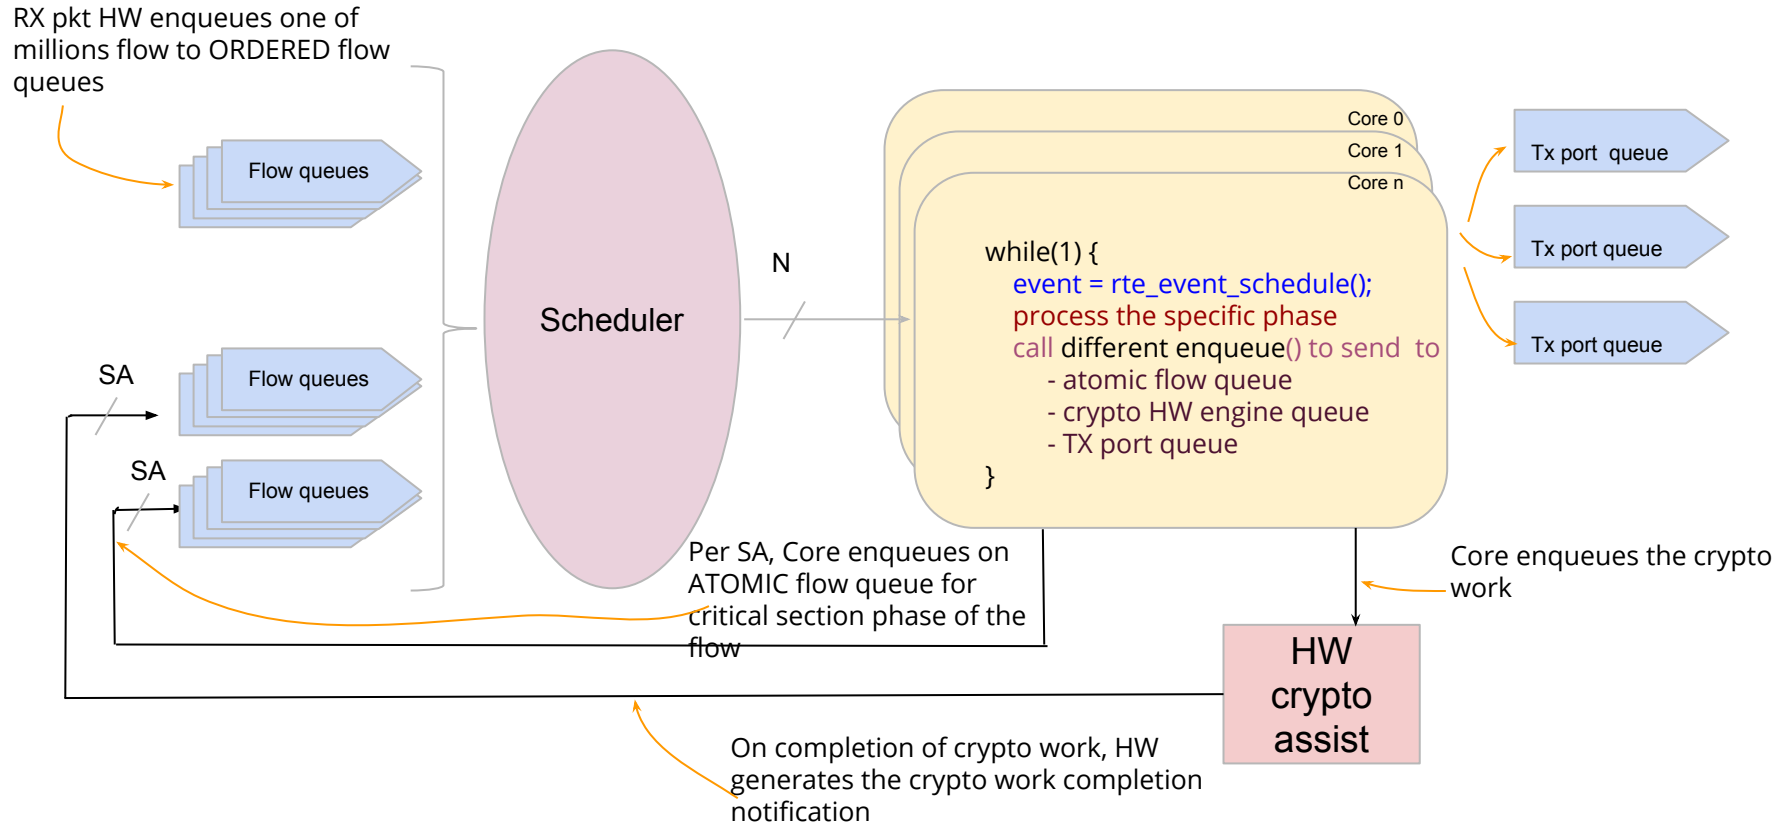 RX pkt HW enqueues one of
millions flow to ORDERED flow
queues
Flow queues
Scheduler
N
Core 0
Core 1
Core n
while(1) {
event = rte_event_schedule();
process the specific phase
call different enqueue() to send to
- atomic flow queue
- crypto HW engine queue
- TX port queue
}
Tx port queue
Tx port queue
Tx port queue
SA
Flow queues
SA
Flow queues
Per SA, Core enqueues on
ATOMIC flow queue for
critical section phase of the
flow
Core enqueues the crypto
work
HW
crypto
assist
On completion of crypto work, HW
generates the crypto work completion
notification